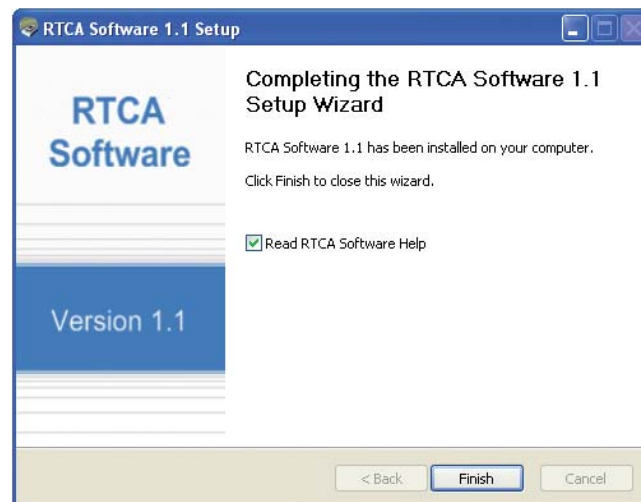 RTCA Software 1.1 Setup
RTCA
Software
Version 1.1
Completing the RTCA Software 1.1
Setup Wizard
RTCA Software 1.1 has been installed on your computer.
Click Finish to close this wizard.
Read RTCA Software Help
< Back
Finish
Cancel